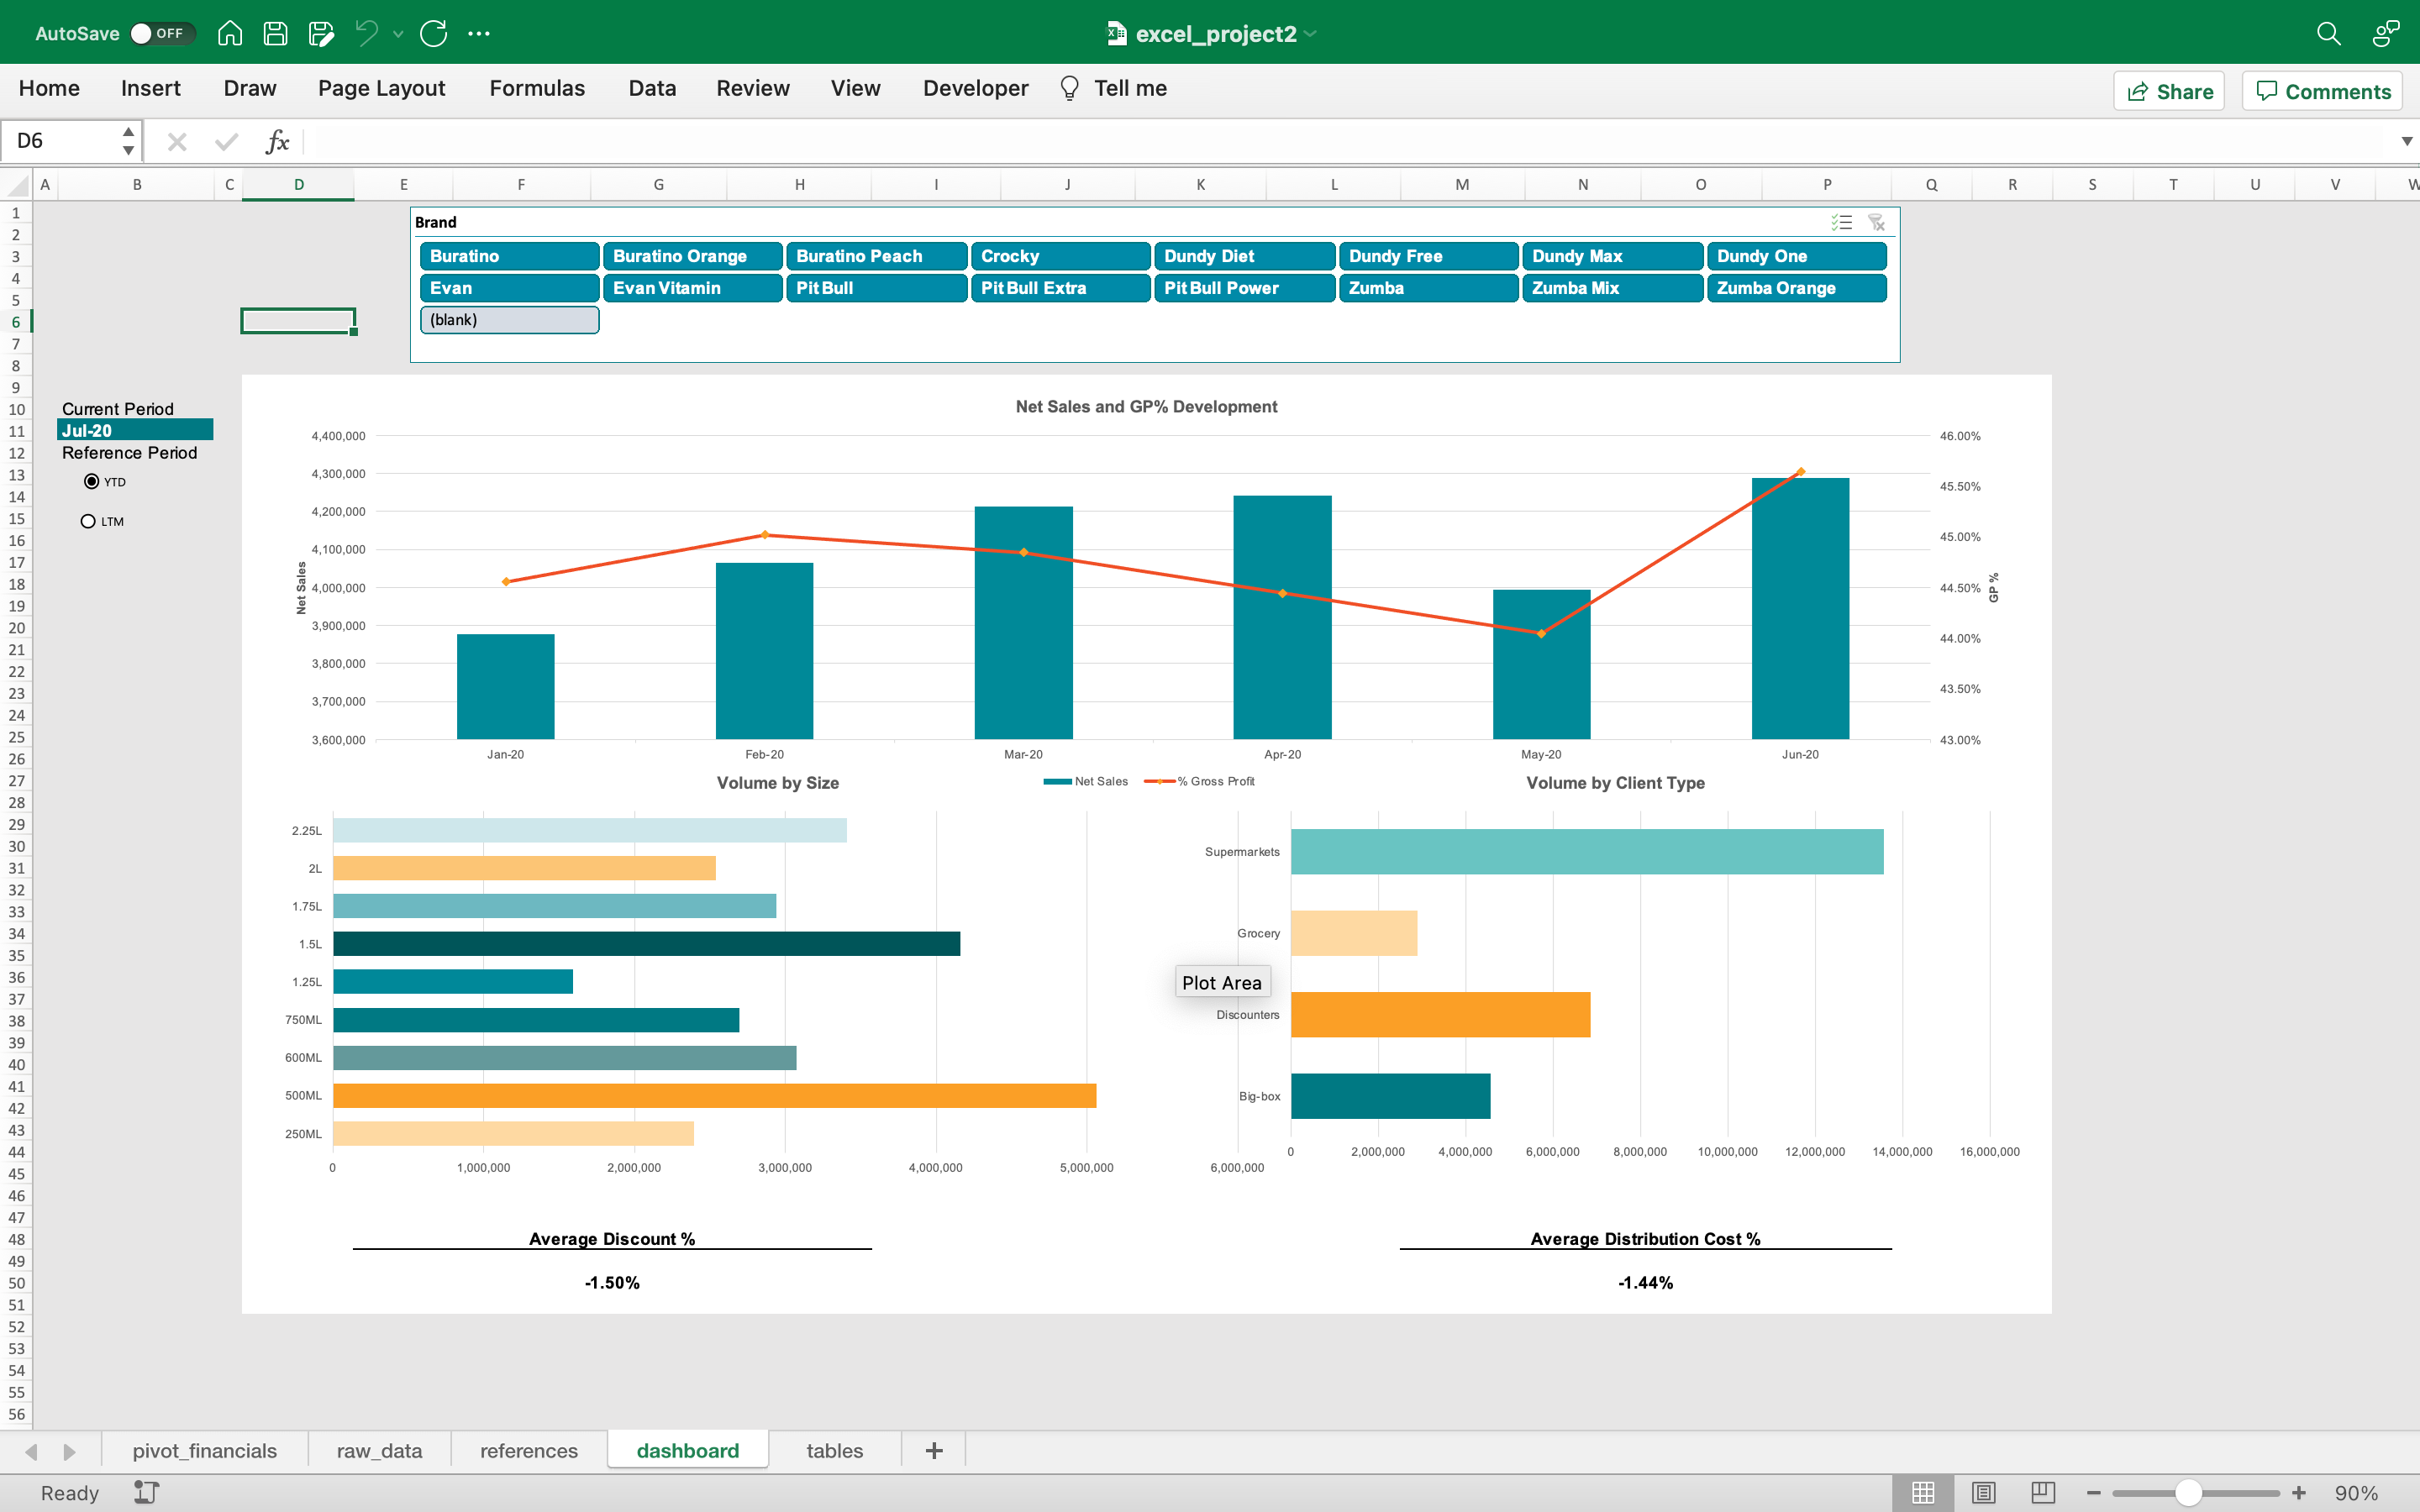 AutoSave OFF excel_project2
Home Insert Draw Page Layout Formulas Data Review View Developer Tell me Share Comments
D6 fx
A B C D E F G H I J K L M N O P Q R S T U V W
1
2
3
4
5
6
7
8
9
10
11
12
13
14
15
16
17
18
19
20
21
22
23
24
25
26
27
28
29
30
31
32
33
34
35
36
37
38
39
40
41
42
43
44
45
46
47
48
49
50
51
52
53
54
55
56
Brand
Buratino Buratino Orange Buratino Peach Crocky Dundy Diet Dundy Free Dundy Max Dundy One
Evan Evan Vitamin Pit Bull Pit Bull Extra Pit Bull Power Zumba Zumba Mix Zumba Orange
(blank)
Current Period
Jul-20
Reference Period
YTD
LTM
Net Sales and GP% Development
4,400,000 46.00%
4,300,000 45.50%
4,200,000 45.00%
4,100,000 44.50%
4,000,000 44.00%
3,900,000 43.50%
3,800,000 43.00%
3,700,000
3,600,000
Net Sales
GP %
Jan-20 Feb-20 Mar-20 Apr-20 May-20 Jun-20
Net Sales % Gross Profit
Volume by Size
2.25L
2L
1.75L
1.5L
1.25L
750ML
600ML
500ML
250ML
0 1,000,000 2,000,000 3,000,000 4,000,000 5,000,000 6,000,000
Volume by Client Type
Supermarkets
Grocery
Plot Area
Discounters
Big-box
0 2,000,000 4,000,000 6,000,000 8,000,000 10,000,000 12,000,000 14,000,000 16,000,000
Average Discount %
-1.50%
Average Distribution Cost %
-1.44%
pivot_financials raw_data references dashboard tables +
Ready 90%